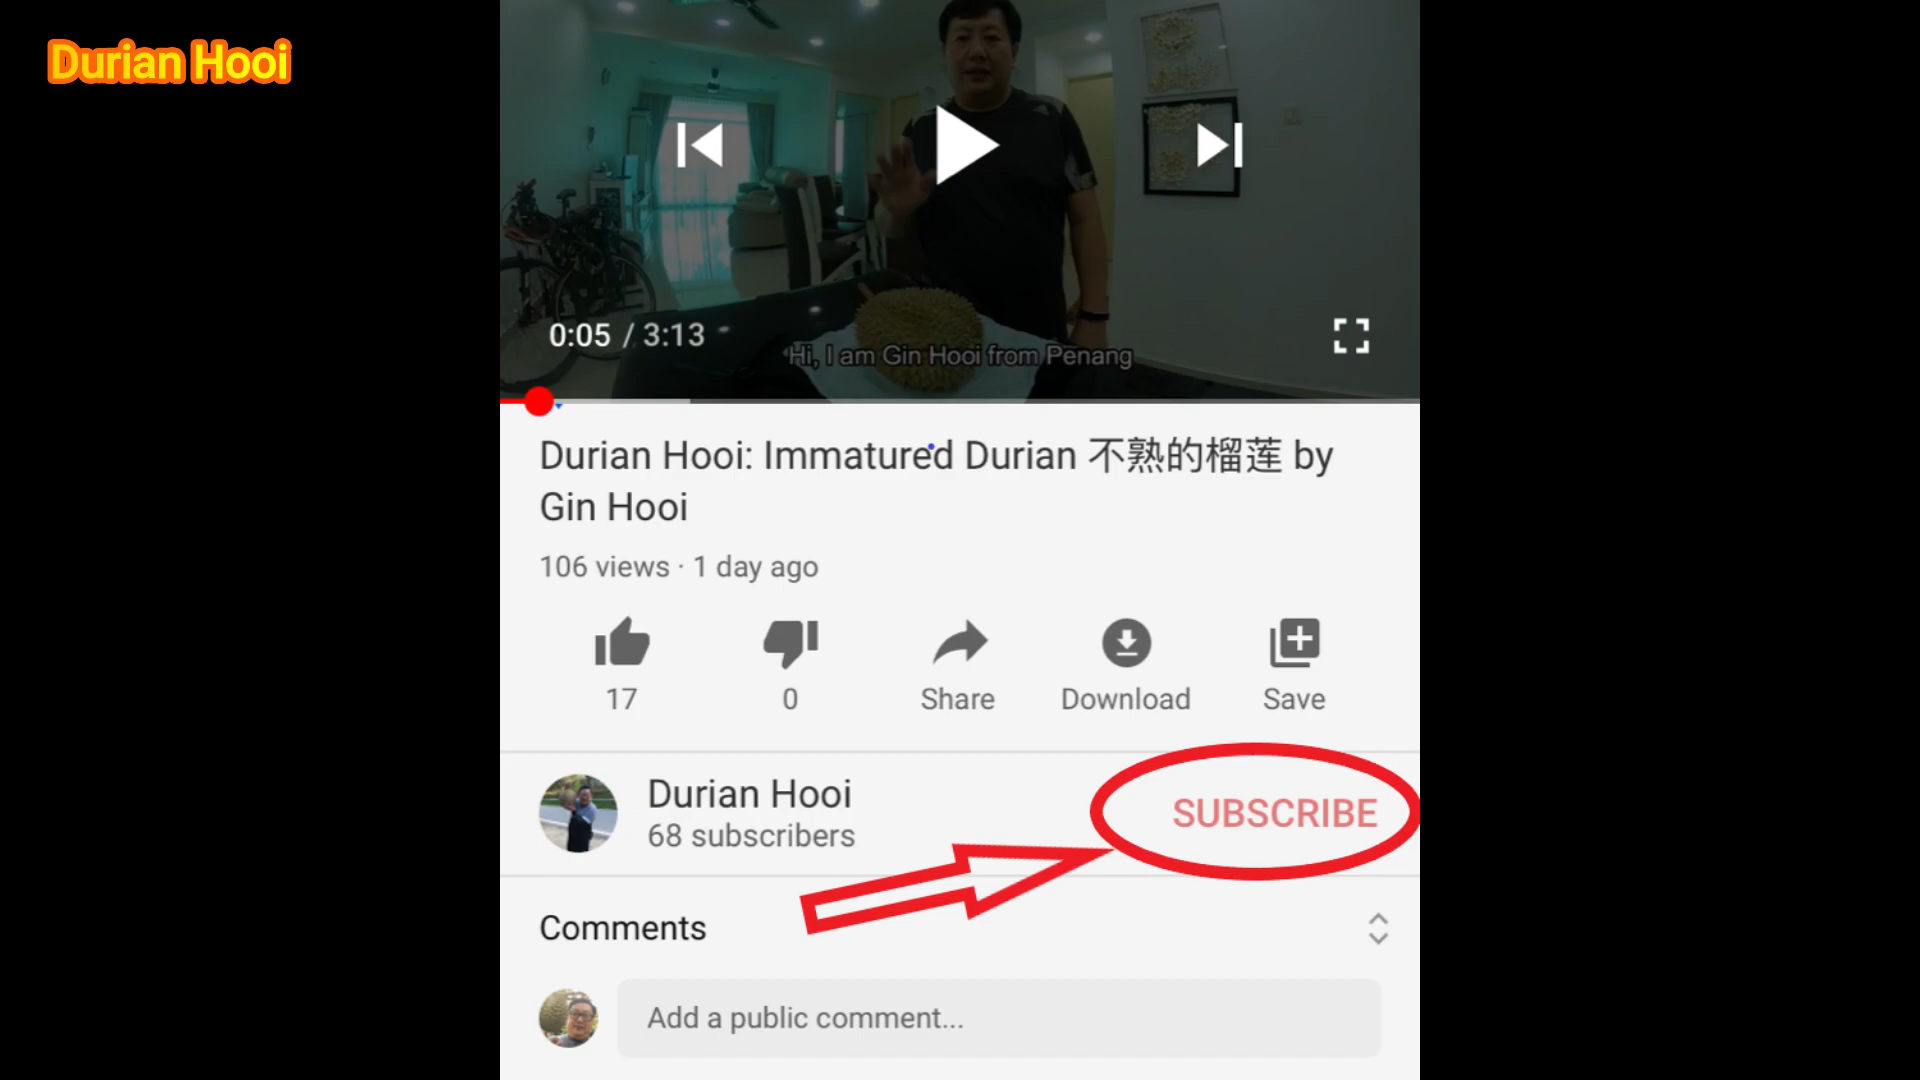 Durian Hooi
0:05 / 3:13
Hi, I am Gin Hooi from Penang
Durian Hooi: Immatured Durian 不熟的榴莲 by
Gin Hooi
106 views · 1 day ago
17
0
Share
Download
Save
Durian Hooi
68 subscribers
SUBSCRIBE
Comments
Add a public comment...